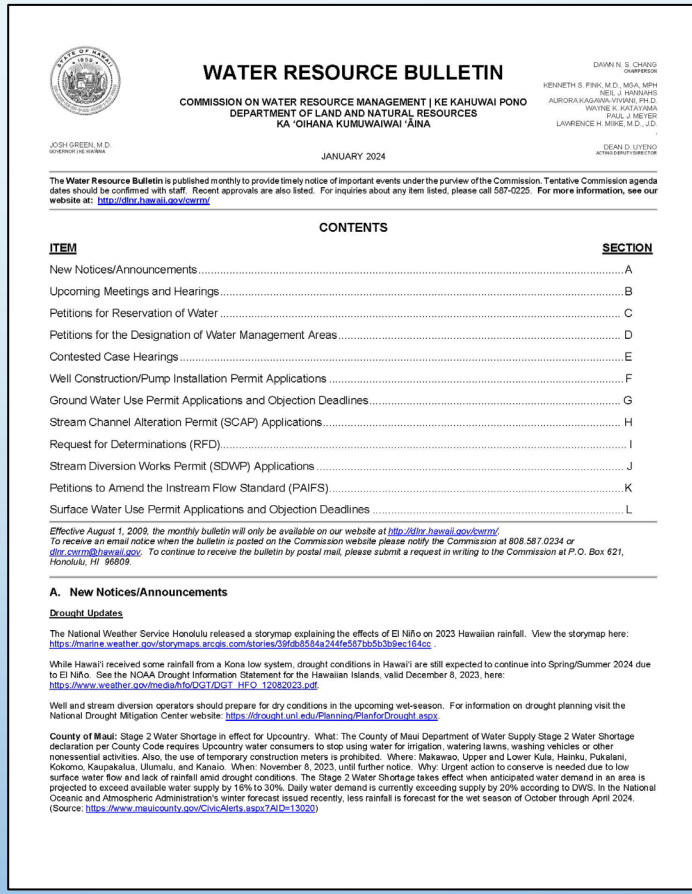 STATE OF HAWAII
1959
WATER RESOURCE BULLETIN
COMMISSION ON WATER RESOURCE MANAGEMENT | KE KAHUWAI PONO
DEPARTMENT OF LAND AND NATURAL RESOURCES
KA ‘OIHANA KUMUWAIWAI ‘ĀINA
JOSH GREEN, M.D.
GOVERNOR | KE KIAʻĀINA
DAWN N. S. CHANG
CHAIRPERSON
KENNETH S. FINK, M.D., MGA, MPH
NEIL J. HANNAHS
AURORA KAGAWA-VIVIANI, PH.D.
WAYNE K. KATAYAMA
PAUL J. MEYER
LAWRENCE H. MIIKE, M.D., J.D.
DEAN D. UYENO
ACTING DEPUTY DIRECTOR
JANUARY 2024
The Water Resource Bulletin is published monthly to provide timely notice of important events under the purview of the Commission. Tentative Commission agenda
dates should be confirmed with staff. Recent approvals are also listed. For inquiries about any item listed, please call 587-0225. For more information, see our
website at: http://dlnr.hawaii.gov/cwrm/
CONTENTS
ITEM SECTION
New Notices/Announcements A
Upcoming Meetings and Hearings B
Petitions for Reservation of Water C
Petitions for the Designation of Water Management Areas D
Contested Case Hearings E
Well Construction/Pump Installation Permit Applications F
Ground Water Use Permit Applications and Objection Deadlines G
Stream Channel Alteration Permit (SCAP) Applications H
Request for Determinations (RFD) I
Stream Diversion Works Permit (SDWP) Applications J
Petitions to Amend the Instream Flow Standard (PAIFS) K
Surface Water Use Permit Applications and Objection Deadlines L
Effective August 1, 2009, the monthly bulletin will only be available on our website at http://dlnr.hawaii.gov/cwrm/.
To receive an email notice when the bulletin is posted on the Commission website please notify the Commission at 808.587.0234 or
dlnr.cwrm@hawaii.gov. To continue to receive the bulletin by postal mail, please submit a request in writing to the Commission at P.O. Box 621,
Honolulu, HI 96809.
A. New Notices/Announcements
Drought Updates
The National Weather Service Honolulu released a storymap explaining the effects of El Niño on 2023 Hawaiian rainfall. View the storymap here:
https://marine.weather.gov/storymaps.arcgis.com/stories/39fdb8584a244fe587bb5b3b9ec164cc .
While Hawai‘i received some rainfall from a Kona low system, drought conditions in Hawai‘i are still expected to continue into Spring/Summer 2024 due
to El Niño. See the NOAA Drought Information Statement for the Hawaiian Islands, valid December 8, 2023, here:
https://www.weather.gov/media/hfo/DGT/DGT_HFO_12082023.pdf.
Well and stream diversion operators should prepare for dry conditions in the upcoming wet-season. For information on drought planning visit the
National Drought Mitigation Center website: https://drought.unl.edu/Planning/PlanforDrought.aspx.
County of Maui: Stage 2 Water Shortage in effect for Upcountry. What: The County of Maui Department of Water Supply Stage 2 Water Shortage
declaration per County Code requires Upcountry water consumers to stop using water for irrigation, watering lawns, washing vehicles or other
nonessential activities. Also, the use of temporary construction meters is prohibited. Where: Makawao, Upper and Lower Kula, Hainku, Pukalani,
Kokomo, Kaupakalua, Ulumalu, and Kanaio. When: November 8, 2023, until further notice. Why: Urgent action to conserve is needed due to low
surface water flow and lack of rainfall amid drought conditions. The Stage 2 Water Shortage takes effect when anticipated water demand in an area is
projected to exceed available water supply by 16% to 30%. Daily water demand is currently exceeding supply by 20% according to DWS. In the National
Oceanic and Atmospheric Administration's winter forecast issued recently, less rainfall is forecast for the wet season of October through April 2024.
(Source: https://www.mauicounty.gov/CivicAlerts.aspx?AID=13020)